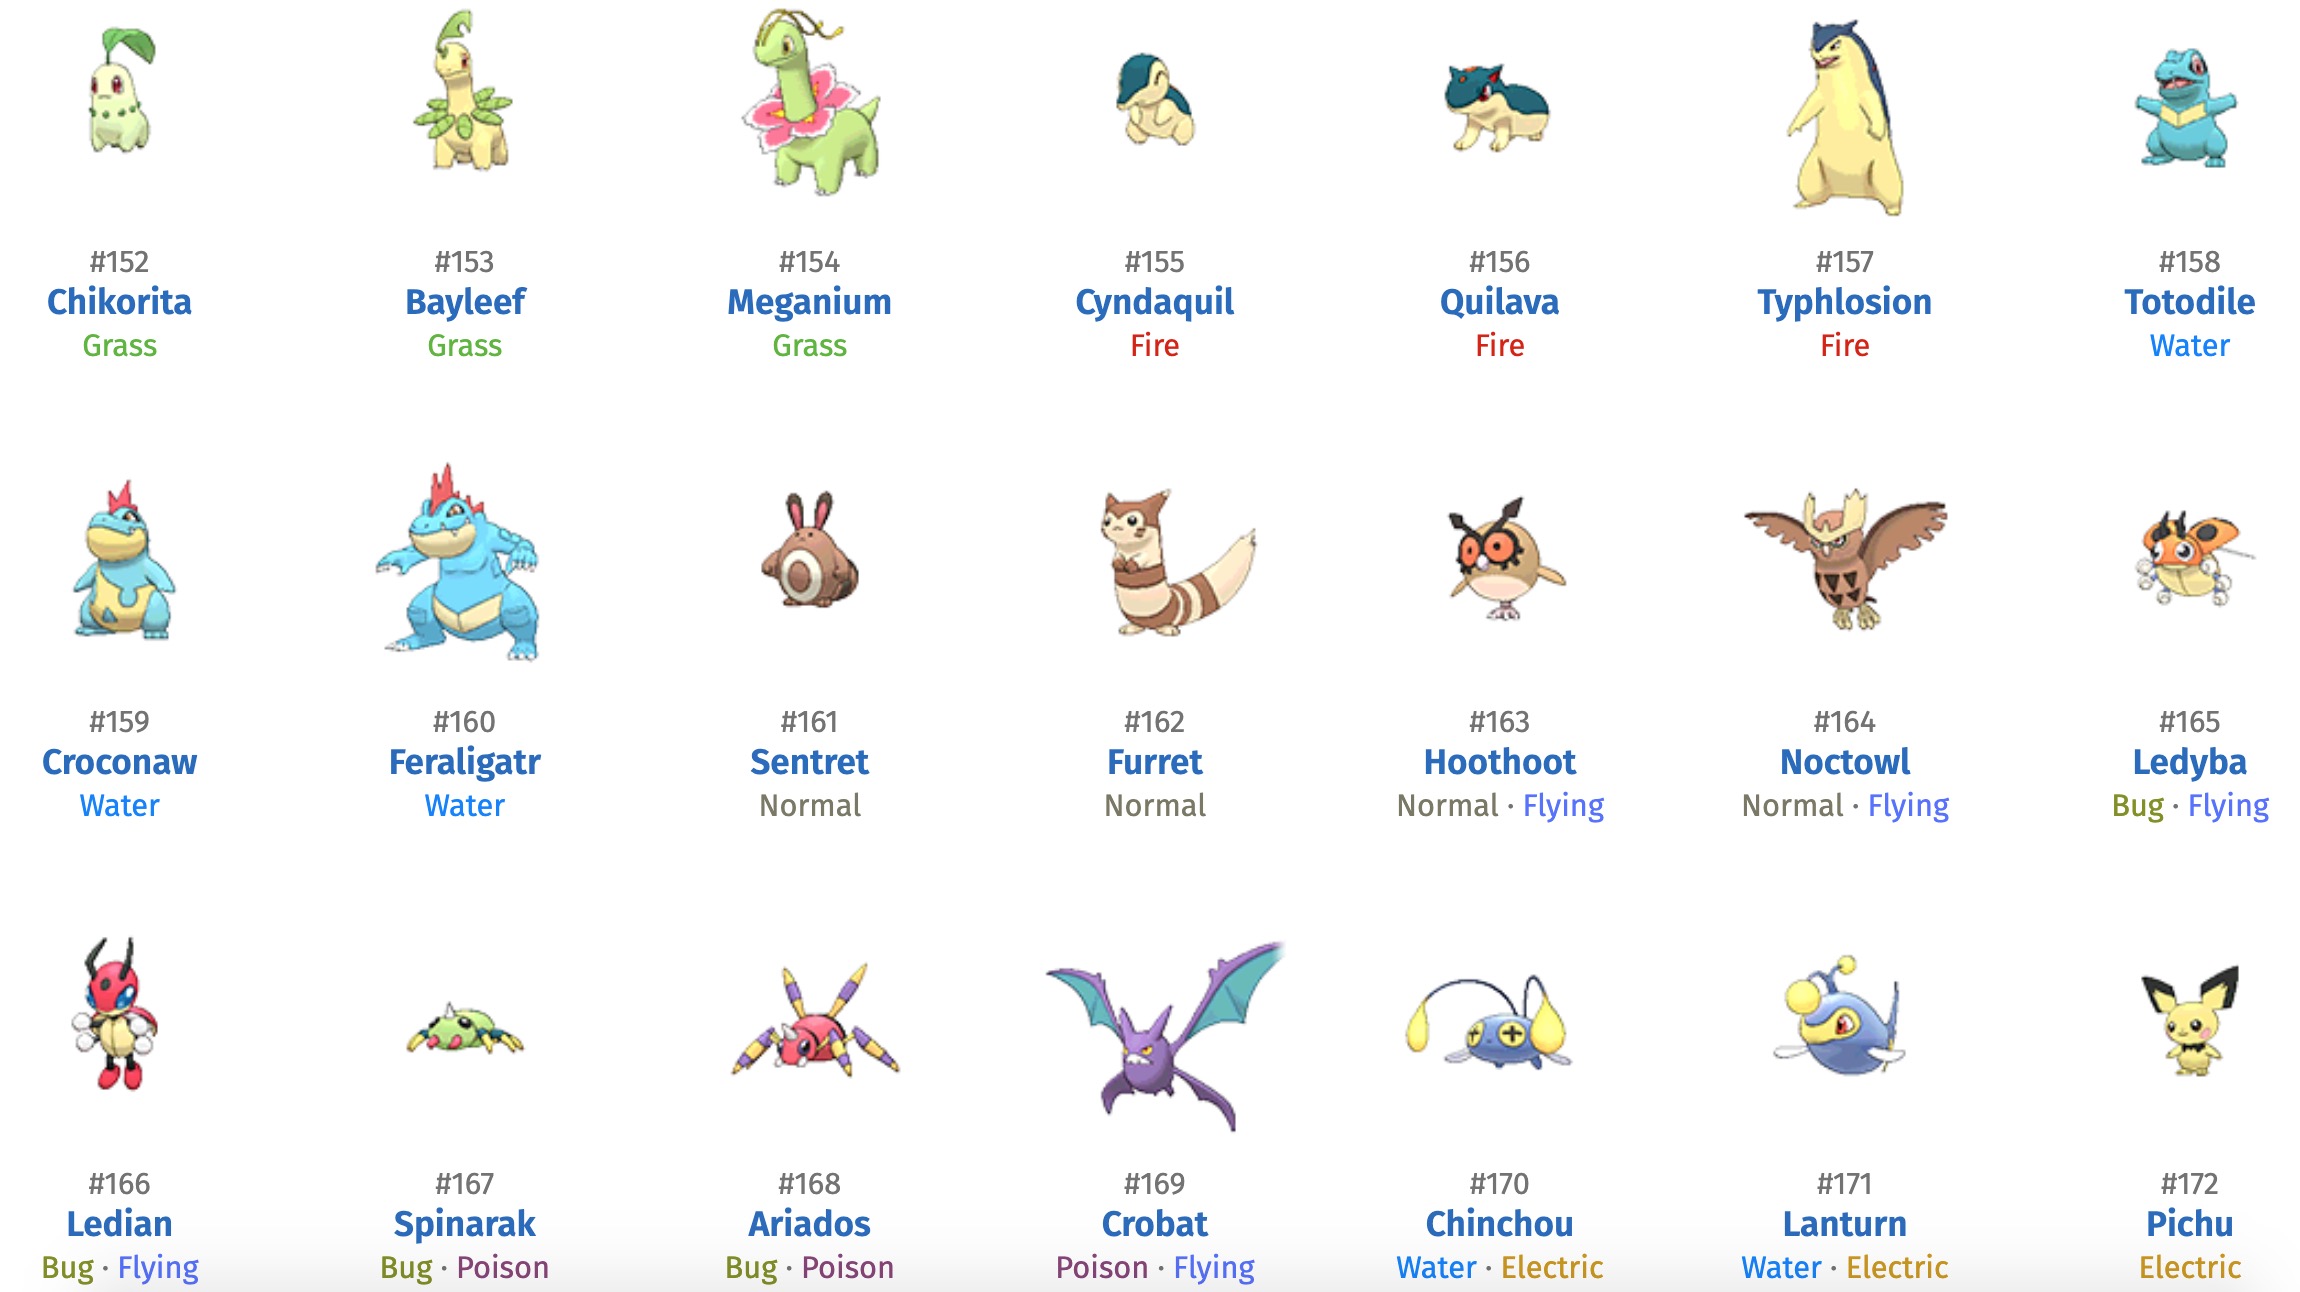 #152 #153 #154 #155 #156 #157 #158
Chikorita Bayleef Meganium Cyndaquil Quilava Typhlosion Totodile
Grass Grass Grass Fire Fire Fire Water
#159 #160 #161 #162 #163 #164 #165
Croconaw Feraligatr Sentret Furret Hoothoot Noctowl Ledyba
Water Water Normal Normal Normal · Flying Normal · Flying Bug · Flying
#166 #167 #168 #169 #170 #171 #172
Ledian Spinarak Ariados Crobat Chinchou Lanturn Pichu
Bug · Flying Bug · Poison Bug · Poison Poison · Flying Water · Electric Water · Electric Electric